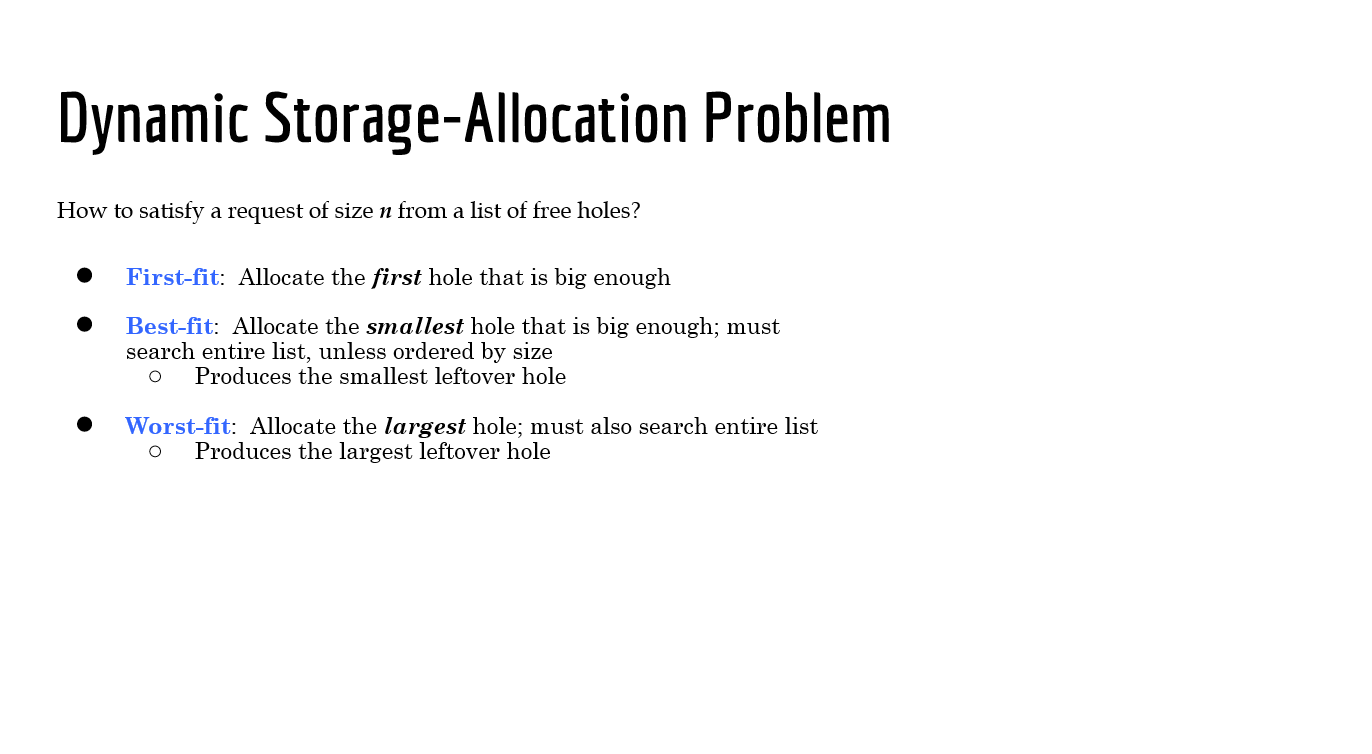 Dynamic Storage-Allocation Problem
How to satisfy a request of size n from a list of free holes?
● First-fit: Allocate the first hole that is big enough
● Best-fit: Allocate the smallest hole that is big enough; must
search entire list, unless ordered by size
○ Produces the smallest leftover hole
● Worst-fit: Allocate the largest hole; must also search entire list
○ Produces the largest leftover hole